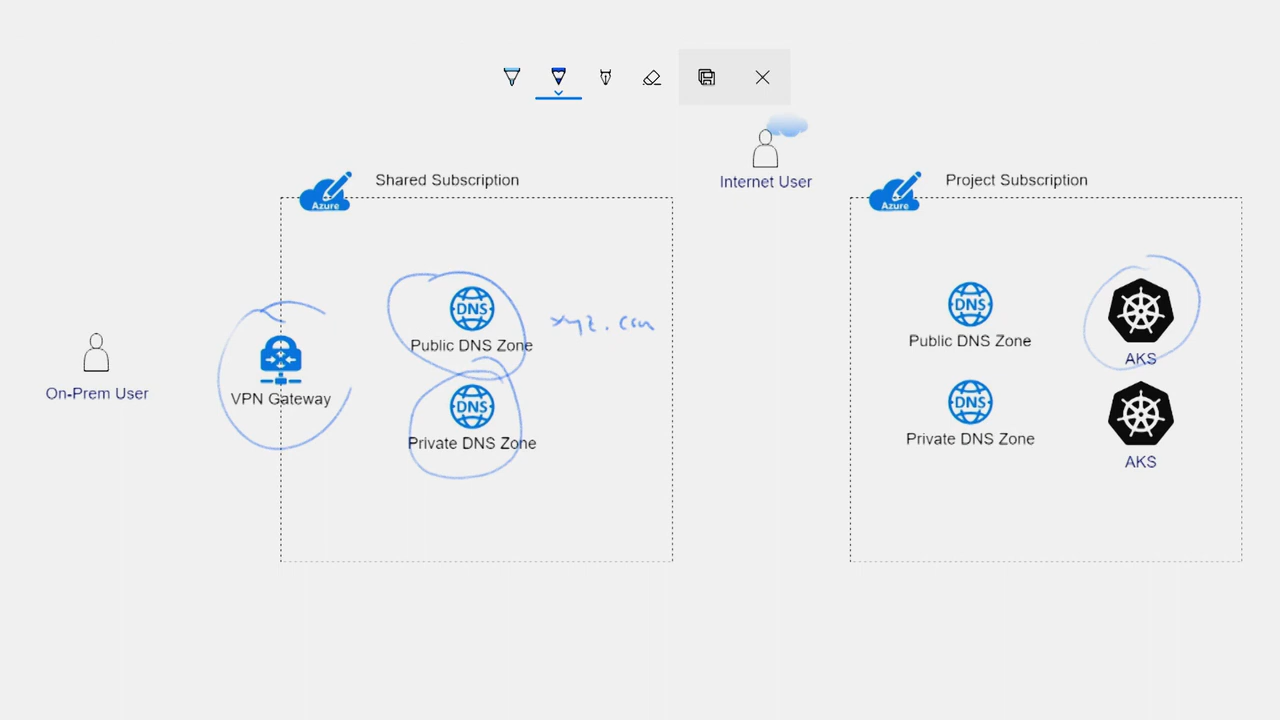 Internet User
Shared Subscription
Project Subscription
Azure
Azure
DNS
Public DNS Zone
xyz.com
DNS
Public DNS Zone
AKS
On-Prem User
VPN Gateway
DNS
Private DNS Zone
DNS
Private DNS Zone
AKS